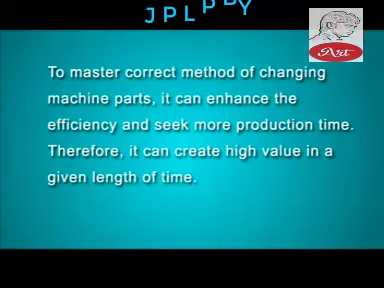 J P L P P Y
Art
To master correct method of changing
machine parts, it can enhance the
efficiency and seek more production time.
Therefore, it can create high value in a
given length of time.